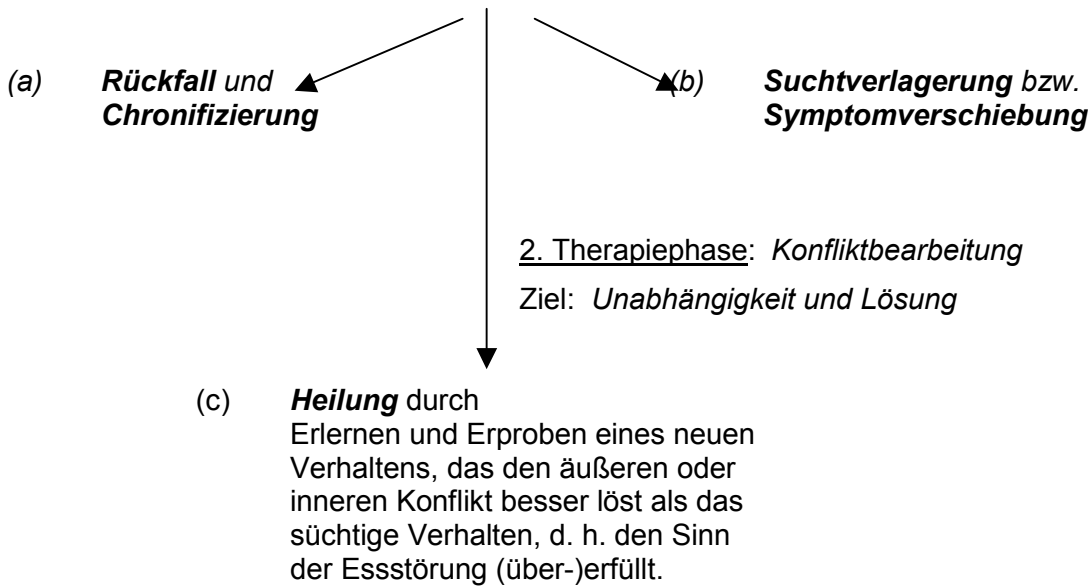 (a) Rückfall und
Chronifizierung
(b) Suchtverlagerung bzw.
Symptomverschiebung
2. Therapiephase: Konfliktbearbeitung
Ziel: Unabhängigkeit und Lösung
(c) Heilung durch
Erlernen und Erproben eines neuen
Verhaltens, das den äußeren oder
inneren Konflikt besser löst als das
süchtige Verhalten, d. h. den Sinn
der Essstörung (über-)erfüllt.